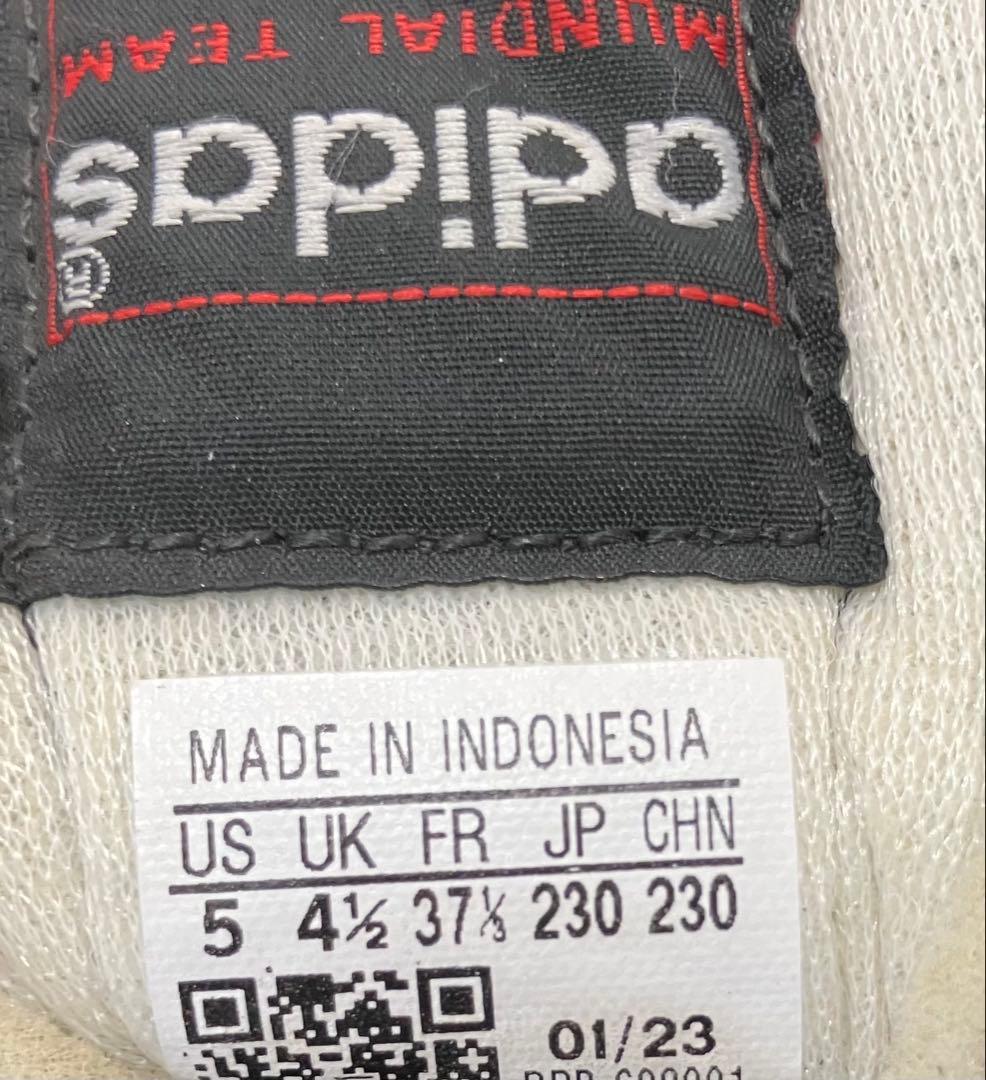 MUNDIAL TEAM
adidas
®
MADE IN INDONESIA
US UK FR JP CHN
5 4½ 37⅓ 230 230
01/23